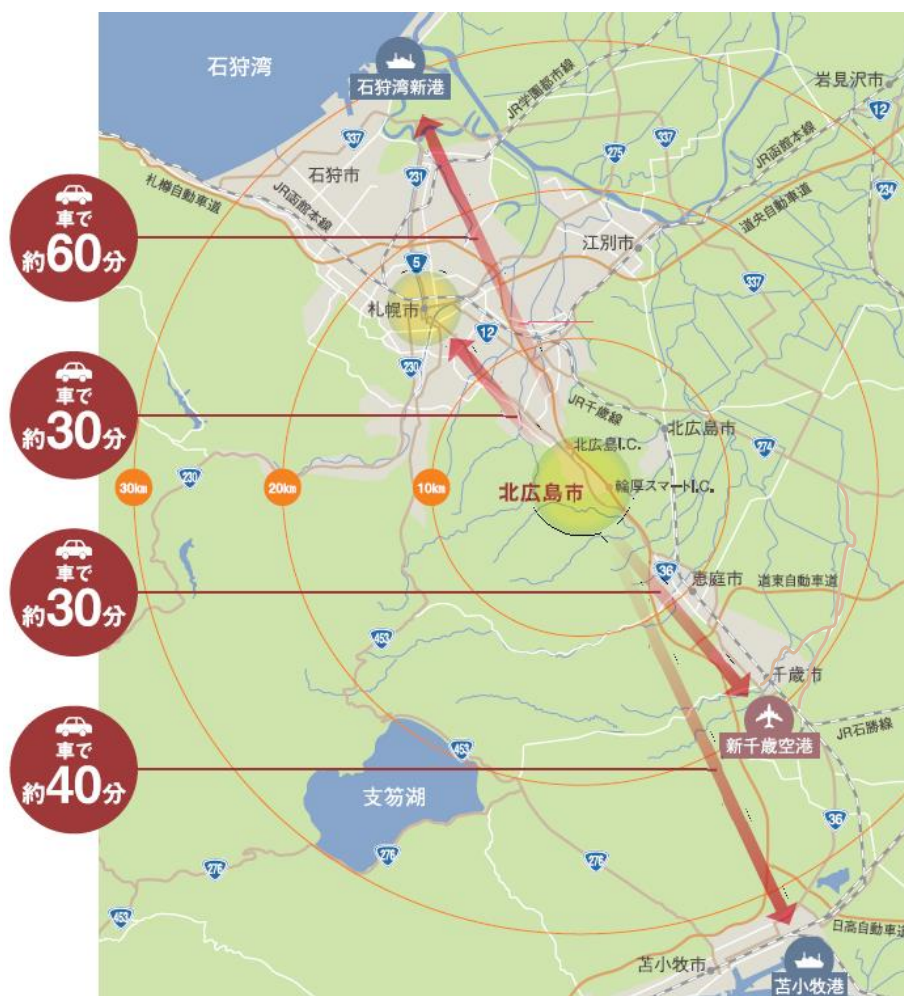 石狩湾
石狩湾新港
JR学園都市線
岩見沢市
12
337
337
275
JR函館本線
石狩市
231
234
札樽自動車道
JR函館本線
道央自動車道
江別市
車で
約60分
5
337
札幌市
12
230
車で
約30分
JR千歳線
北広島市
北広島I.C.
274
230
30km
20km
10km
北広島市
輪厚スマートI.C.
車で
約30分
36
恵庭市
道東自動車道
453
千歳市
新千歳空港
JR石勝線
車で
約40分
453
支笏湖
36
276
276
276
453
日高自動車道
苫小牧市
苫小牧港